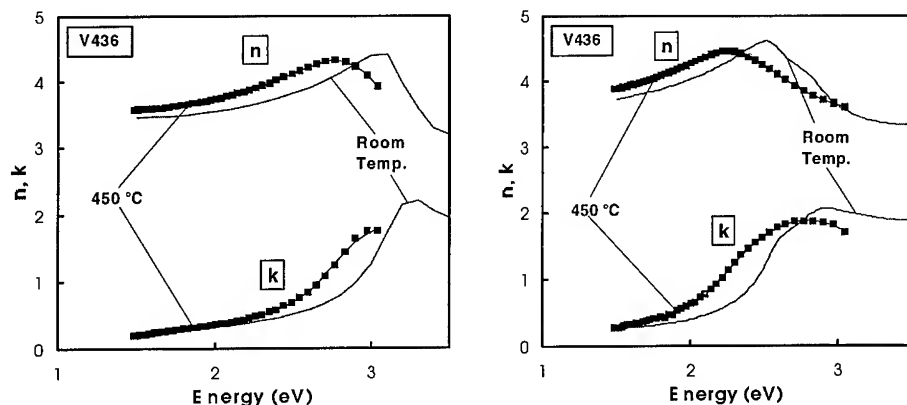 V436
n
Room
Temp.
450 °C
k
n, k
5
4
3
2
1
0
1
2
3
E nergy (eV)
V436
n
Room
Temp.
450 °C
k
n, k
5
4
3
2
1
0
1
2
3
E nergy (eV)